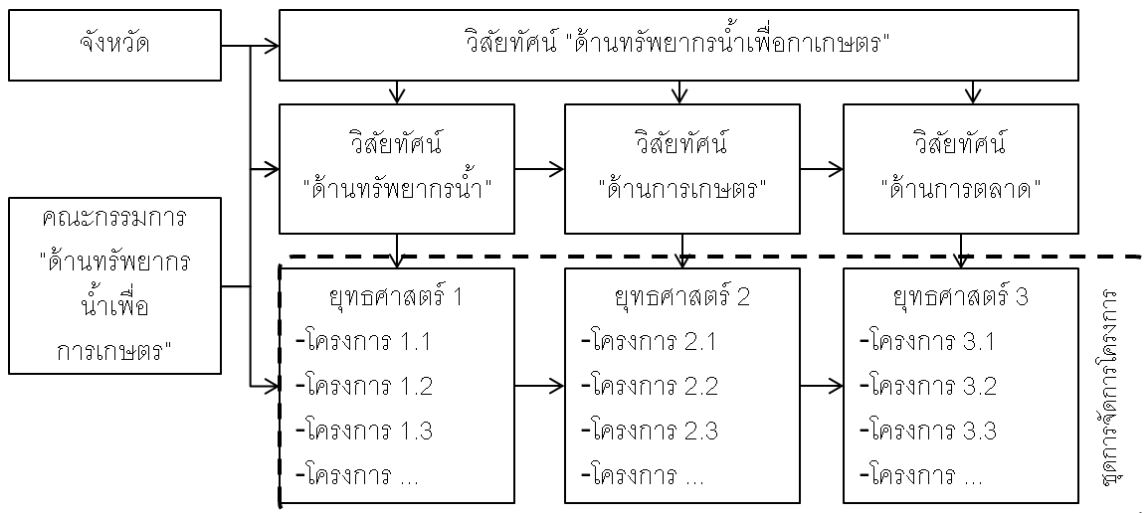 จังหวัด
วิสัยทัศน์ "ด้านทรัพยากรน้ำเพื่อกาเกษตร"
วิสัยทัศน์
"ด้านทรัพยากรน้ำ"
วิสัยทัศน์
"ด้านการเกษตร"
วิสัยทัศน์
"ด้านการตลาด"
คณะกรรมการ
"ด้านทรัพยากร
น้ำเพื่อ
การเกษตร"
ยุทธศาสตร์ 1
-โครงการ 1.1
-โครงการ 1.2
-โครงการ 1.3
-โครงการ ...
ยุทธศาสตร์ 2
-โครงการ 2.1
-โครงการ 2.2
-โครงการ 2.3
-โครงการ ...
ยุทธศาสตร์ 3
-โครงการ 3.1
-โครงการ 3.2
-โครงการ 3.3
-โครงการ ...
ชุดการจัดการโครงการ